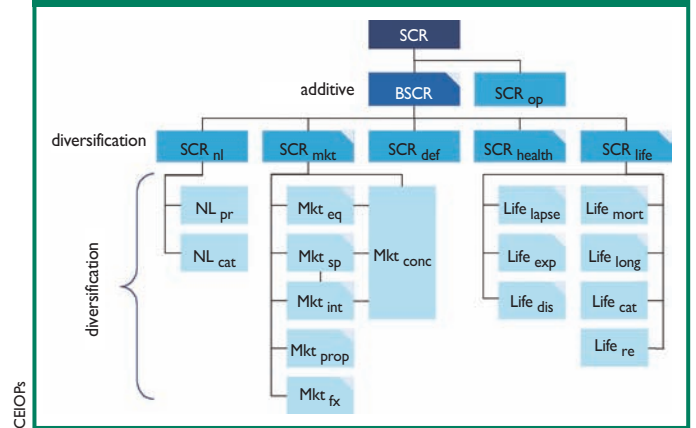 SCR
additive
BSCR
SCR op
diversification
SCR nl
SCR mkt
SCR def
SCR health
SCR life
diversification
NL pr
Mkt eq
Mkt conc
Life lapse
Life mort
NL cat
Mkt sp
Life exp
Life long
Mkt int
Life dis
Life cat
Mkt prop
Life re
Mkt fx
CEIOPs